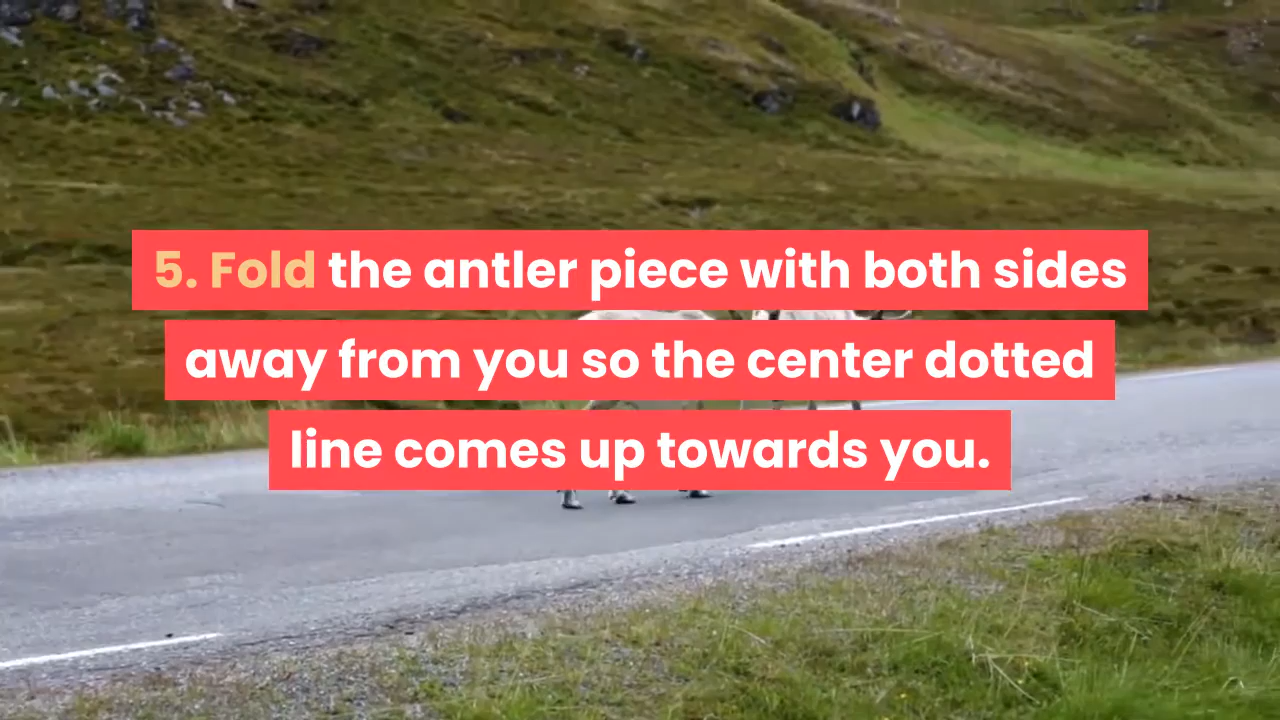 5. Fold the antler piece with both sides
away from you so the center dotted
line comes up towards you.